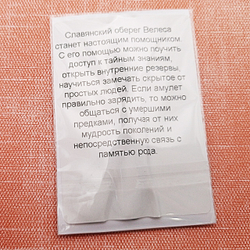 Славянский оберег Велеса
станет настоящим помощником.
С его помощью можно поучить
доступ к тайным знаниям,
открыть внутренние резервы,
научиться замечать скрытое от
простых людей. Если амулет
правильно зарядить, то можно
общаться с умершими
предками, получая от них
мудрость поколений и
непосредственную связь с
памятью рода.